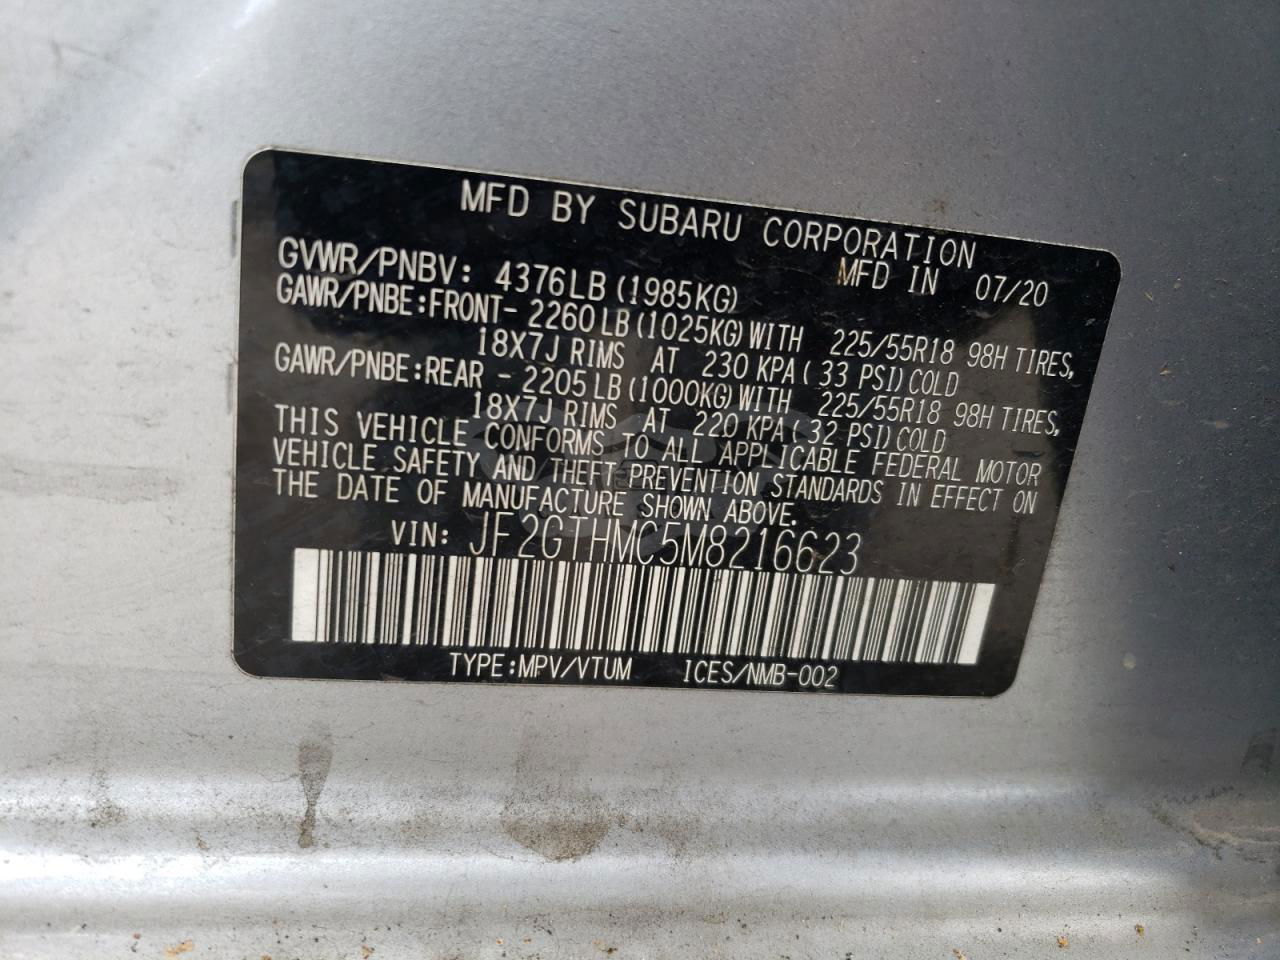 MFD BY SUBARU CORPORATION
MFD IN 07/20
GVWR/PNBV: 4376LB (1985KG)
GAWR/PNBE:FRONT- 2260LB(1025KG)WITH 225/55R18 98H TIRES,
18X7J RIMS AT 230 KPA( 33 PSI)COLD
GAWR/PNBE:REAR - 2205LB(1000KG)WITH 225/55R18 98H TIRES,
18X7J RIMS AT 220 KPA( 32 PSI)COLD
THIS VEHICLE CONFORMS TO ALL APPLICABLE FEDERAL MOTOR
VEHICLE SAFETY AND THEFT PREVENTION STANDARDS IN EFFECT ON
THE DATE OF MANUFACTURE SHOWN ABOVE.
VIN: JF2GTHMC5M8216623
TYPE:MPV/VTUM ICES/NMB-002